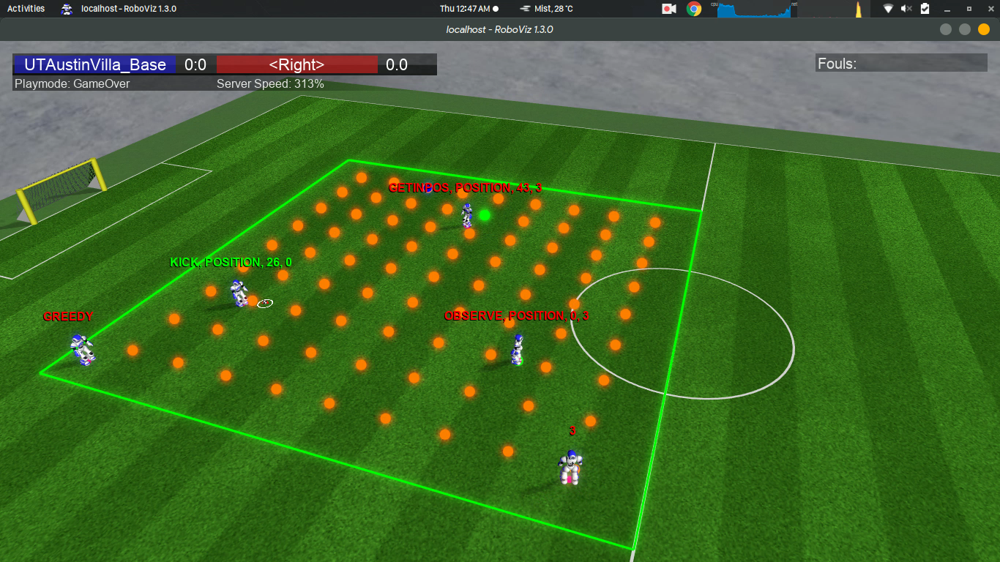 Activities localhost - RoboViz 1.3.0 Thu 12:47 AM Mist, 28 °C cpu net
localhost - RoboViz 1.3.0
UTAustinVilla_Base 0:0 <Right> 0.0 Fouls:
Playmode: GameOver Server Speed: 313%
GETINPOS, POSITION, 43, 3
KICK, POSITION, 26, 0
GREEDY
OBSERVE, POSITION, 0, 3
3